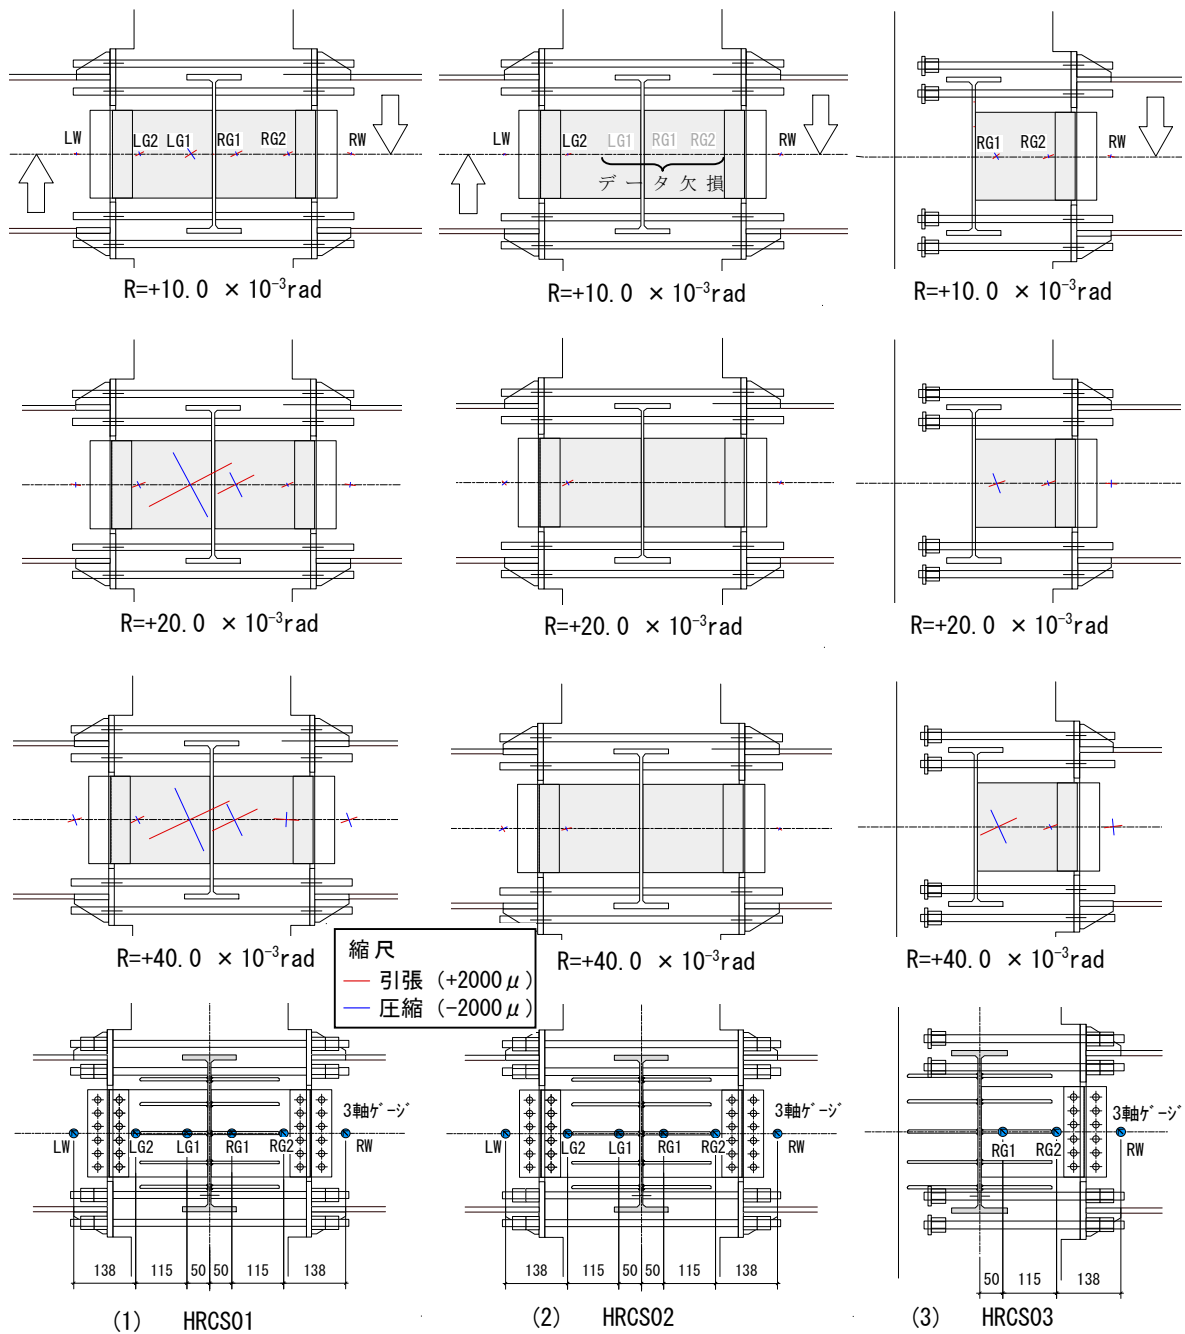 LW LG2 LG1 RG1 RG2 RW
LW LG2 LG1 RG1 RG2 RW
データ欠損
RG1 RG2 RW
R=+10.0 × 10⁻³rad
R=+10.0 × 10⁻³rad
R=+10.0 × 10⁻³rad
R=+20.0 × 10⁻³rad
R=+20.0 × 10⁻³rad
R=+20.0 × 10⁻³rad
R=+40.0 × 10⁻³rad
R=+40.0 × 10⁻³rad
R=+40.0 × 10⁻³rad
縮尺
引張 (+2000μ)
圧縮 (-2000μ)
3軸ゲージ
LW LG2 LG1 RG1 RG2 RW
138 115 50 50 115 138
3軸ゲージ
LW LG2 LG1 RG1 RG2 RW
138 115 50 50 115 138
3軸ゲージ
RG1 RG2 RW
50 115 138
(1) HRCS01
(2) HRCS02
(3) HRCS03